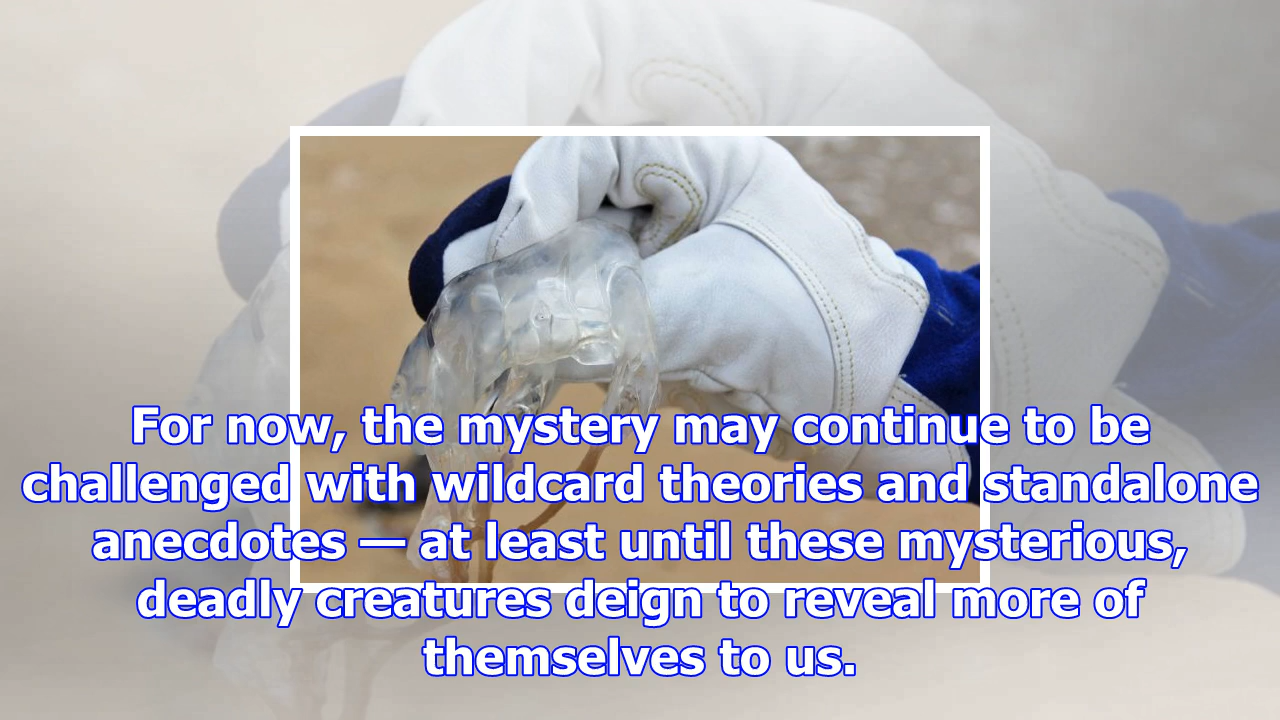 For now, the mystery may continue to be
challenged with wildcard theories and standalone
anecdotes — at least until these mysterious,
deadly creatures deign to reveal more of
themselves to us.